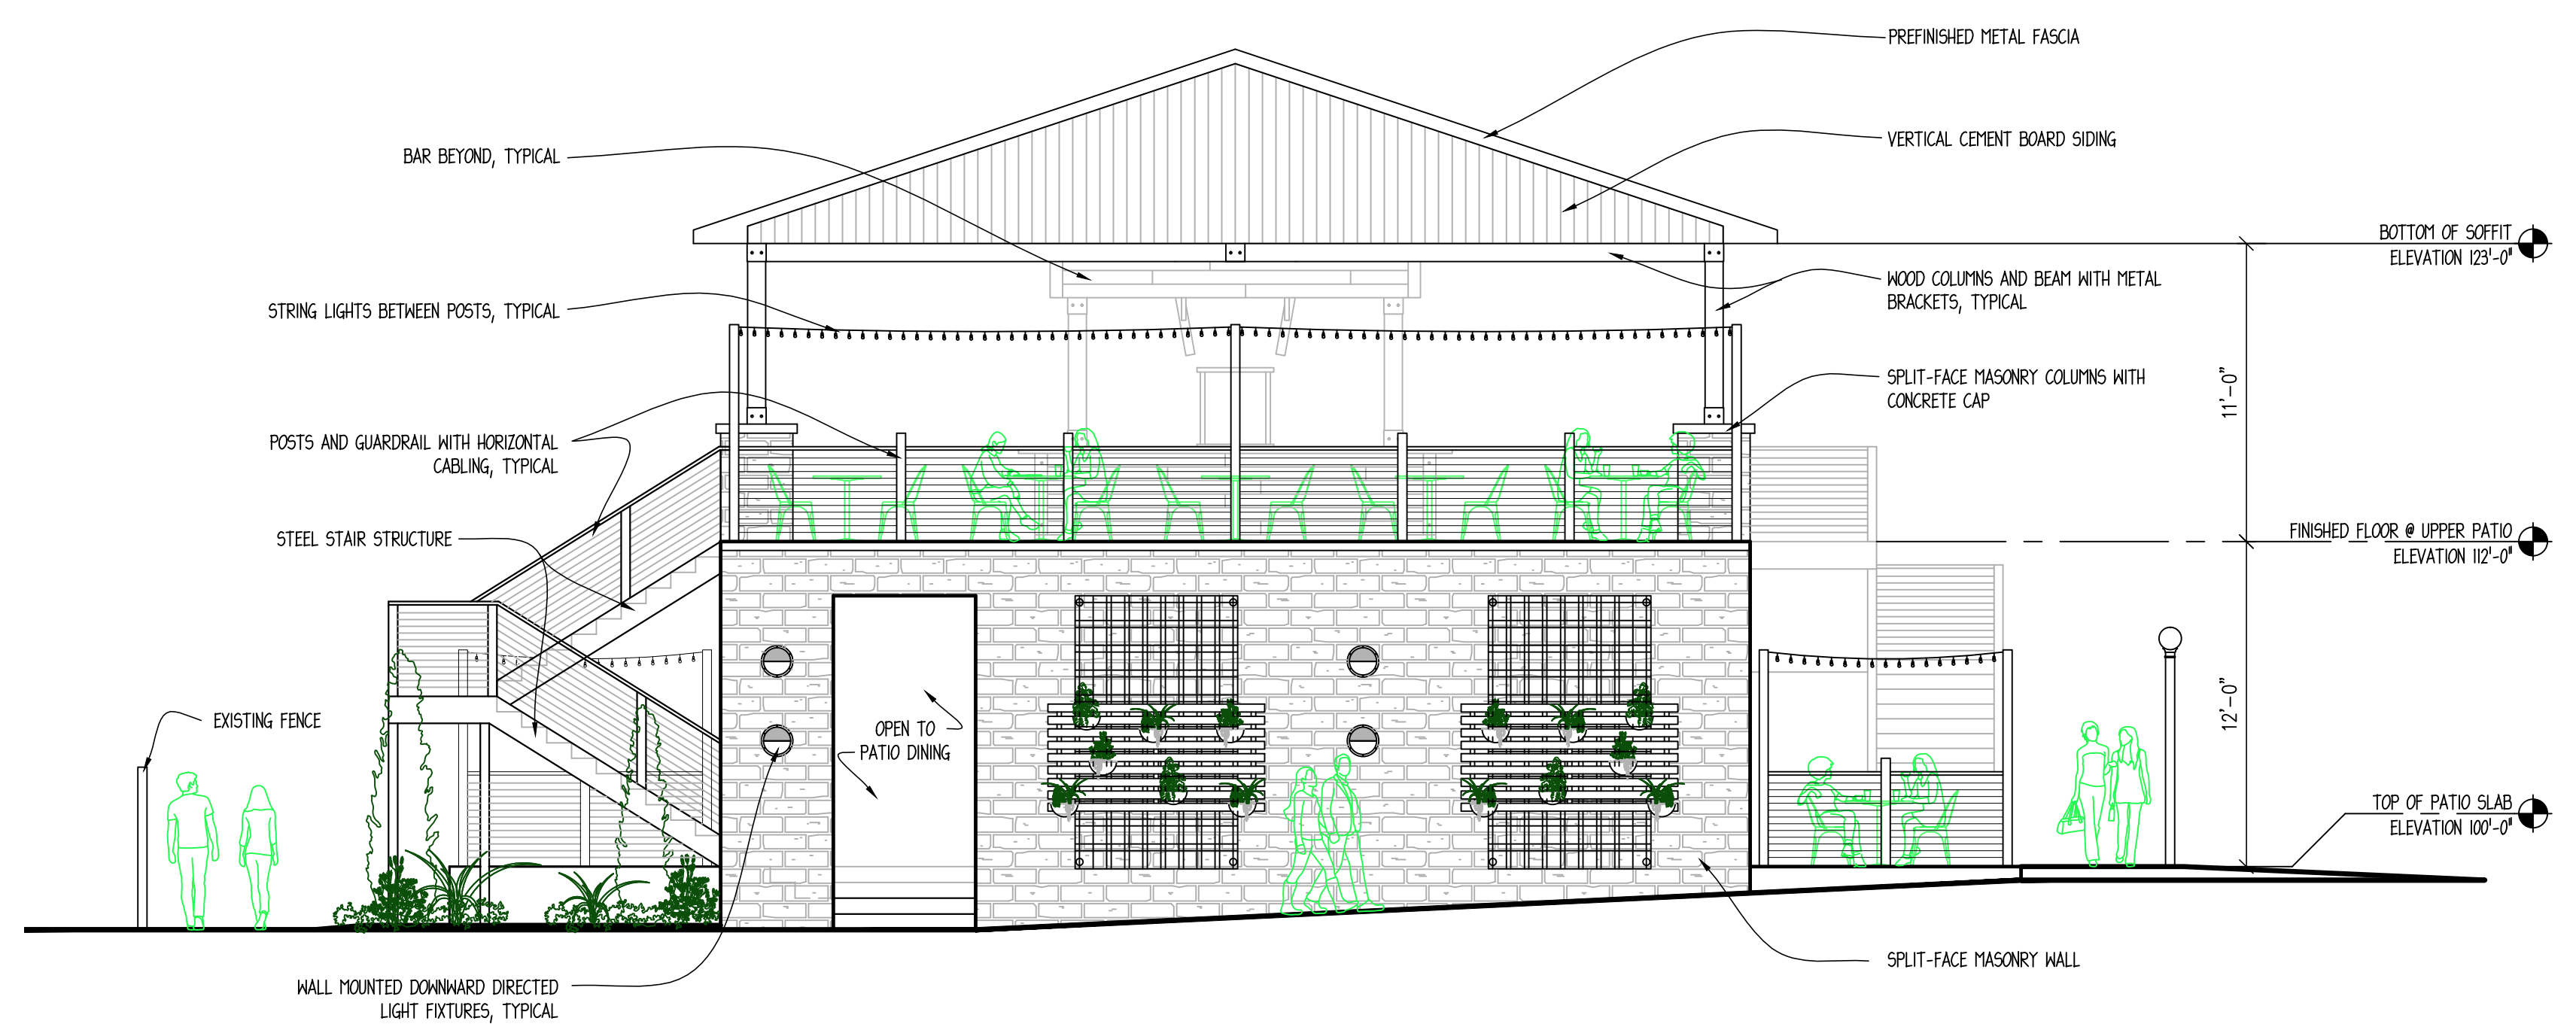 PREFINISHED METAL FASCIA
VERTICAL CEMENT BOARD SIDING
BAR BEYOND, TYPICAL
BOTTOM OF SOFFIT
ELEVATION 123'-0"
WOOD COLUMNS AND BEAM WITH METAL
BRACKETS, TYPICAL
STRING LIGHTS BETWEEN POSTS, TYPICAL
SPLIT-FACE MASONRY COLUMNS WITH
CONCRETE CAP
11'-0"
POSTS AND GUARDRAIL WITH HORIZONTAL
CABLING, TYPICAL
STEEL STAIR STRUCTURE
FINISHED FLOOR @ UPPER PATIO
ELEVATION 112'-0"
EXISTING FENCE
OPEN TO
PATIO DINING
12'-0"
TOP OF PATIO SLAB
ELEVATION 100'-0"
SPLIT-FACE MASONRY WALL
WALL MOUNTED DOWNWARD DIRECTED
LIGHT FIXTURES, TYPICAL